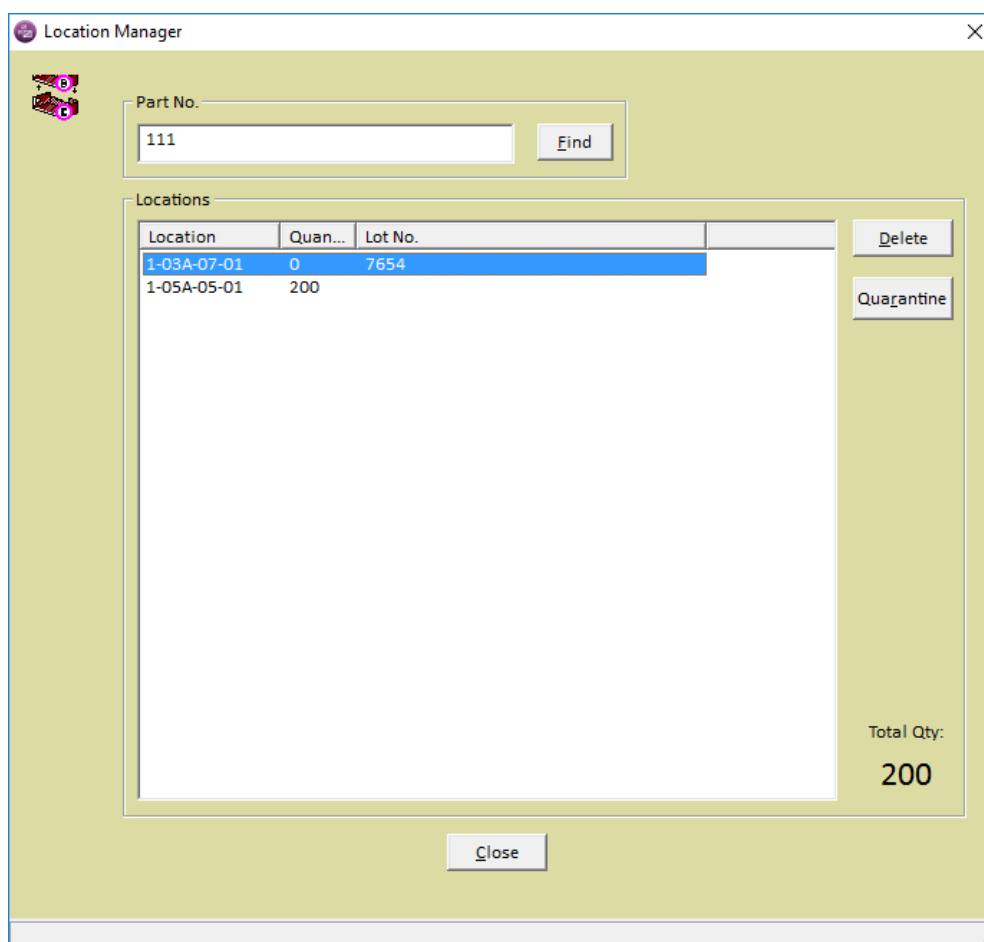 Location Manager
Part No.
111
Find
Locations
Location Quan... Lot No.
1-03A-07-01 0 7654
1-05A-05-01 200
Delete
Quarantine
Total Qty:
200
Close